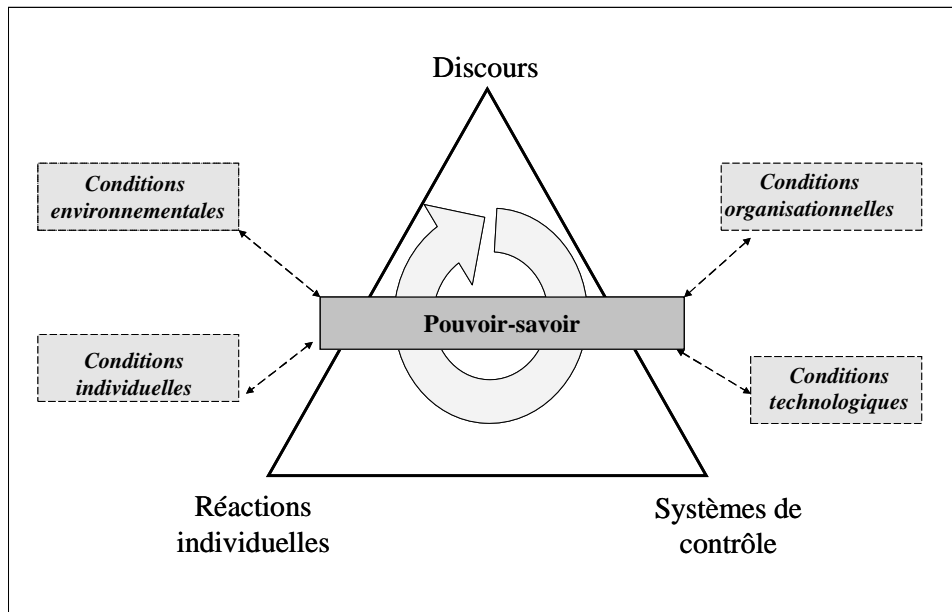 Discours
Conditions
environnementales
Conditions
organisationnelles
Pouvoir-savoir
Conditions
individuelles
Conditions
technologiques
Réactions
individuelles
Systèmes de
contrôle